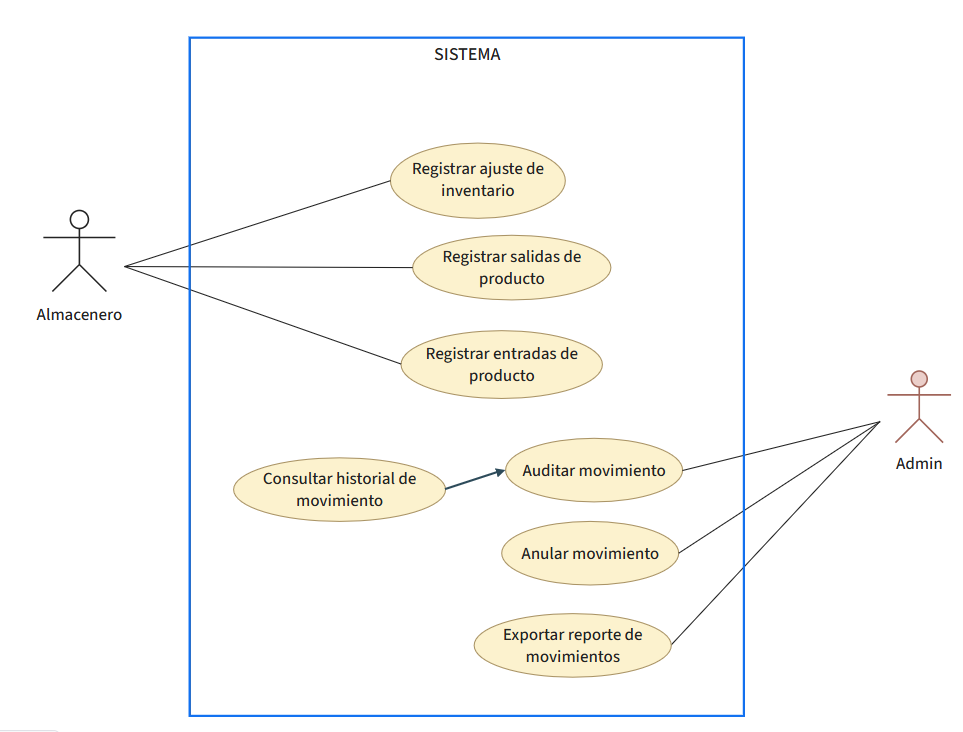 SISTEMA
Registrar ajuste de
inventario
Registrar salidas de
producto
Almacenero
Registrar entradas de
producto
Admin
Auditar movimiento
Consultar historial de
movimiento
Anular movimiento
Exportar reporte de
movimientos